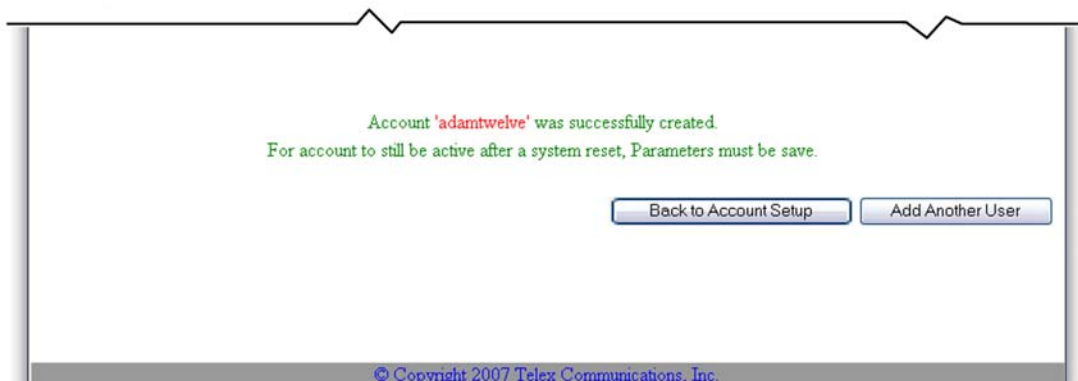 Account 'adamtwelve' was successfully created.
For account to still be active after a system reset, Parameters must be save.
Back to Account Setup
Add Another User
© Copyright 2007 Telex Communications, Inc.